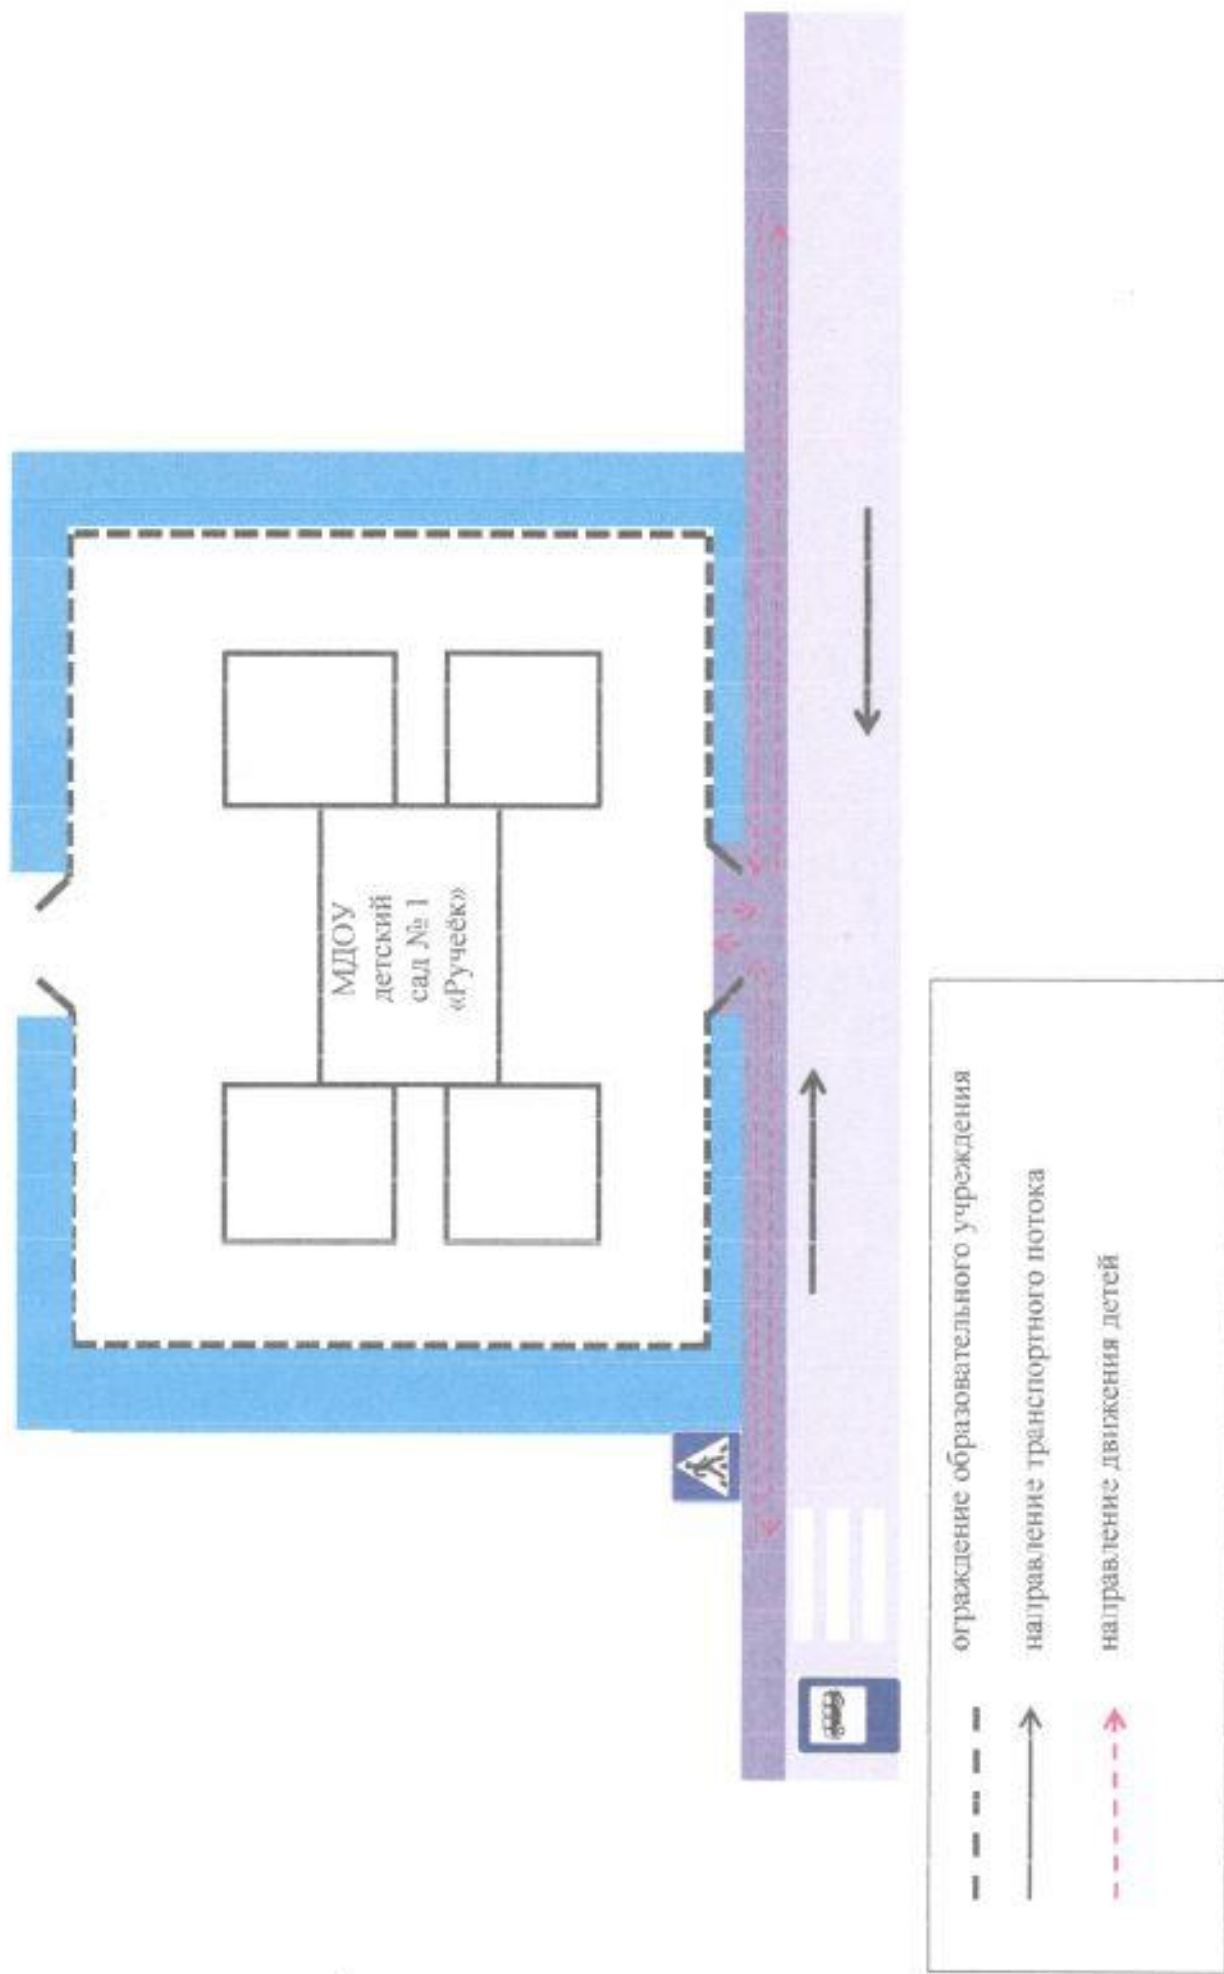 МДОУ
детский
сад № 1
«Ручеёк»
ограждение образовательного учреждения
направление транспортного потока
направление движения детей